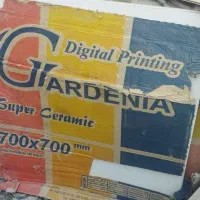 Digital Printing
GARDENIA
Super Ceramic
700x700 mm